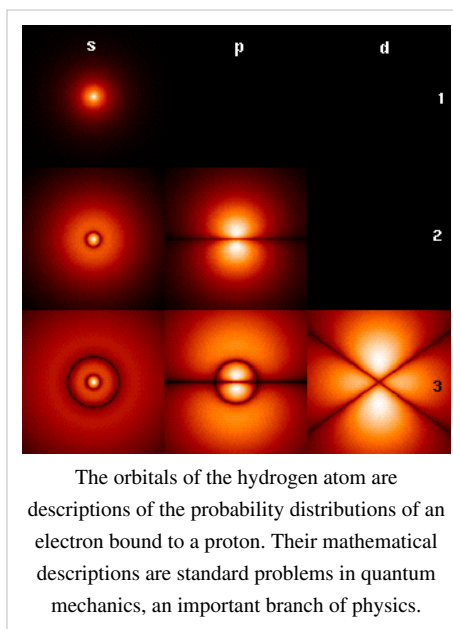 s p d
1
2
3
The orbitals of the hydrogen atom are
descriptions of the probability distributions of an
electron bound to a proton. Their mathematical
descriptions are standard problems in quantum
mechanics, an important branch of physics.